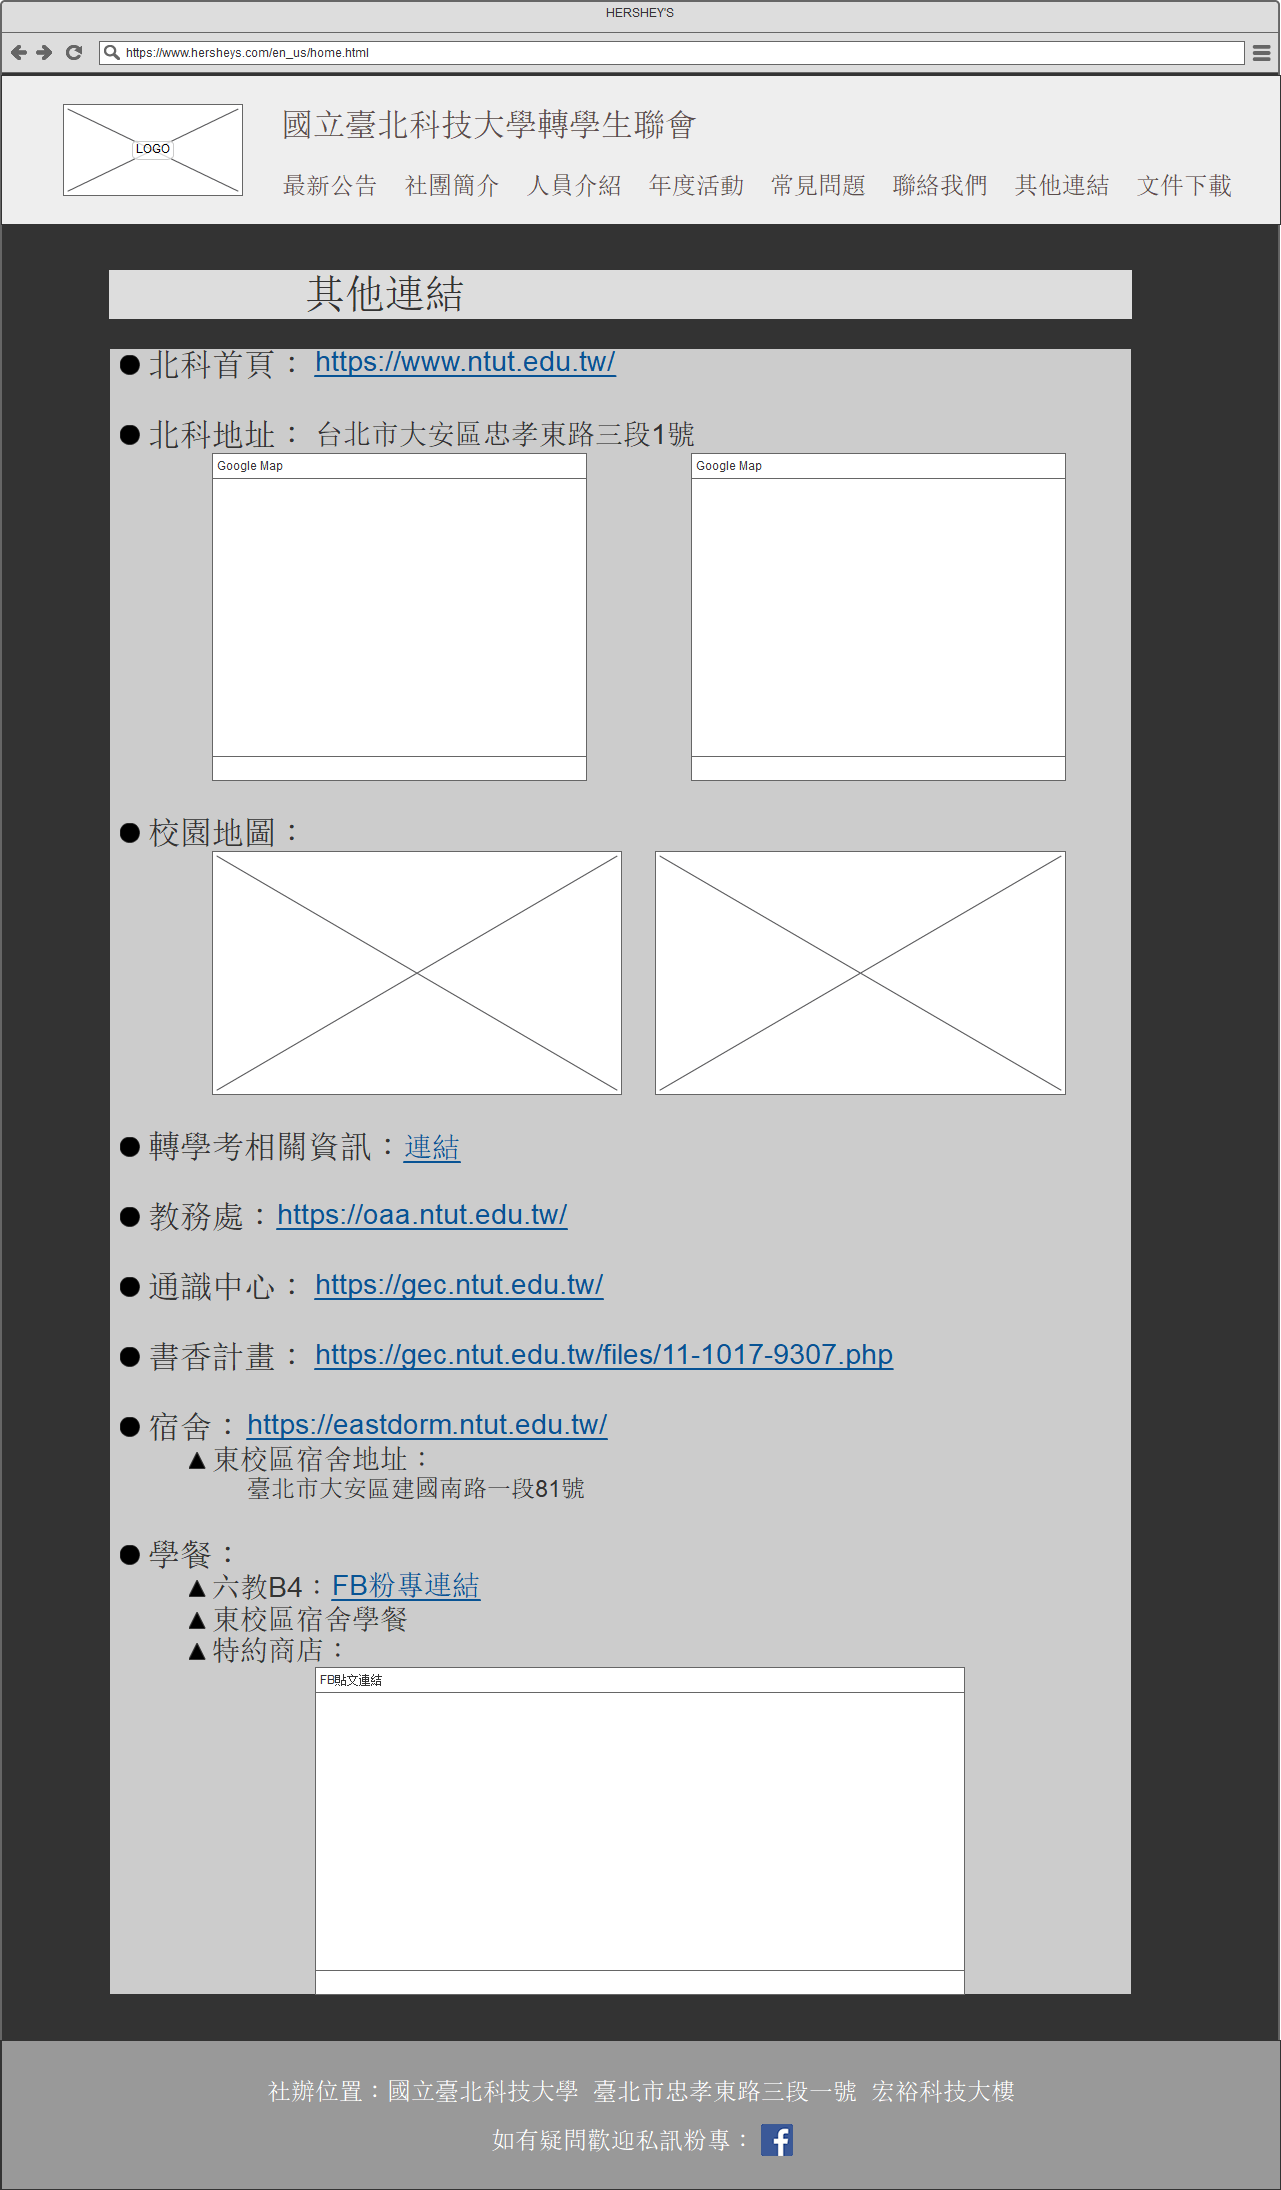 HERSHEY'S
https://www.hersheys.com/en_us/home.html
LOGO
國立臺北科技大學轉學生聯會
最新公告 社團簡介 人員介紹 年度活動 常見問題 聯絡我們 其他連結 文件下載
其他連結
北科首頁： https://www.ntut.edu.tw/
北科地址： 台北市大安區忠孝東路三段1號
Google Map Google Map
校園地圖：
轉學考相關資訊：連結
教務處：https://oaa.ntut.edu.tw/
通識中心： https://gec.ntut.edu.tw/
書香計畫： https://gec.ntut.edu.tw/files/11-1017-9307.php
宿舍：https://eastdorm.ntut.edu.tw/
▲東校區宿舍地址：
臺北市大安區建國南路一段81號
學餐：
▲六教B4：FB粉專連結
▲東校區宿舍學餐
▲特約商店：
FB貼文連結
社辦位置：國立臺北科技大學 臺北市忠孝東路三段一號 宏裕科技大樓
如有疑問歡迎私訊粉專：